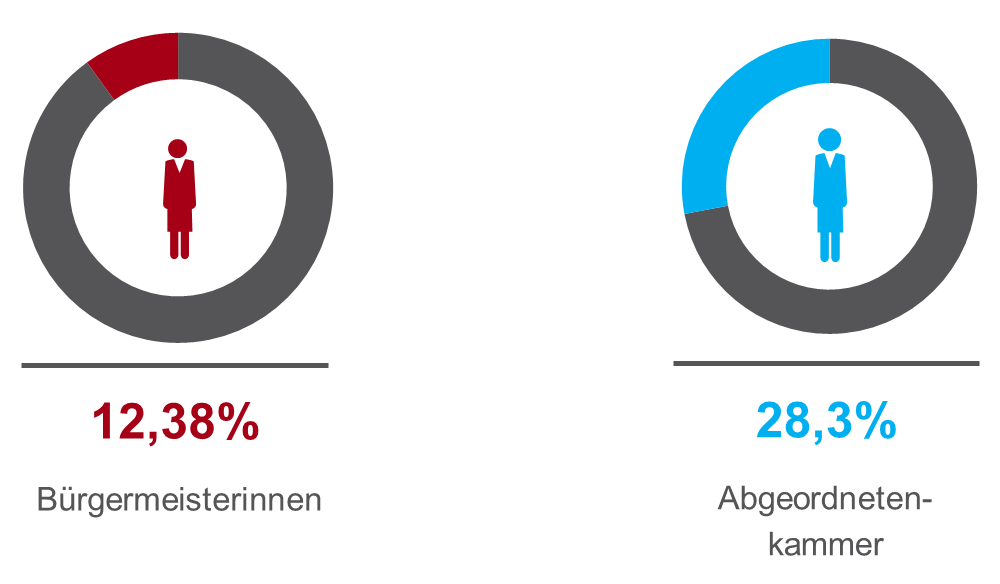 12,38%
Bürgermeisterinnen
28,3%
Abgeordneten-
kammer